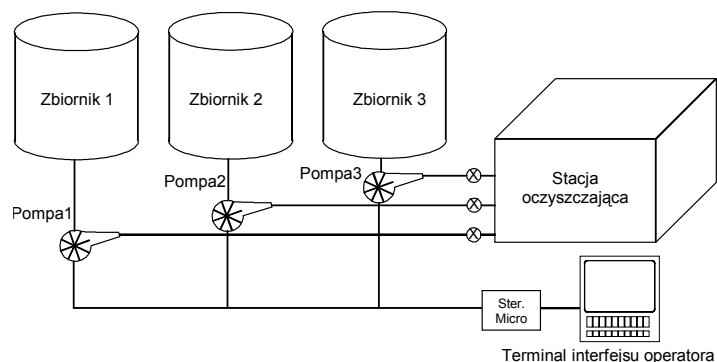 Zbiornik 1
Zbiornik 2
Zbiornik 3
Pompa1
Pompa2
Pompa3
Stacja
oczyszczająca
Ster.
Micro
Terminal interfejsu operatora